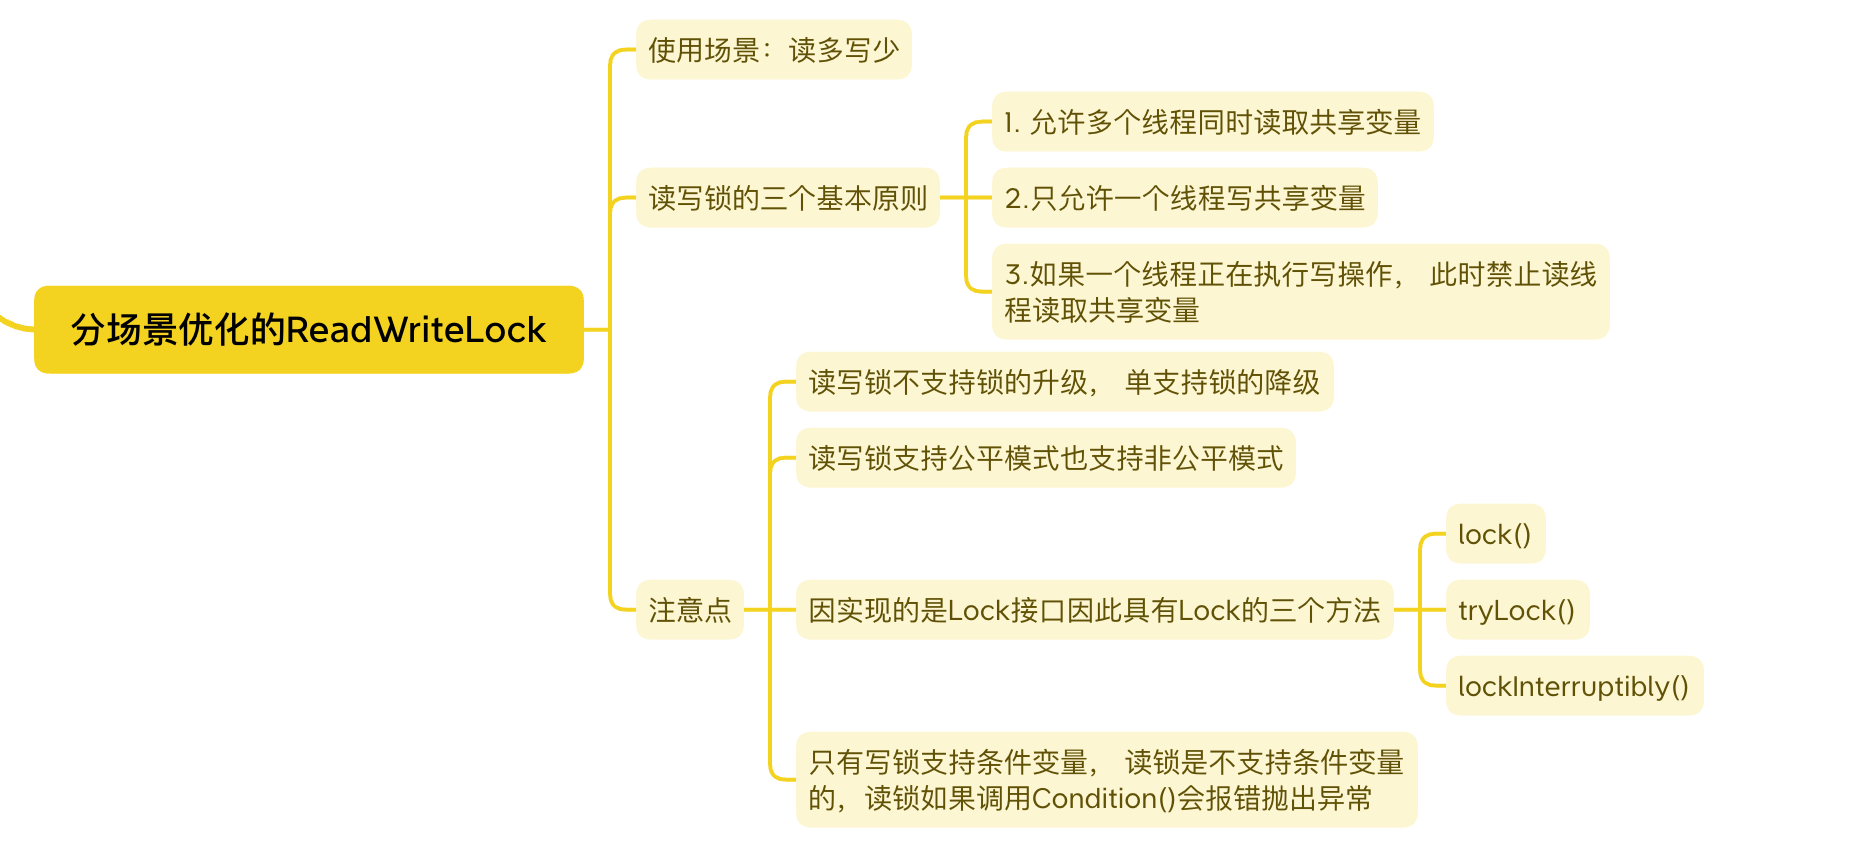 使用场景：读多写少
1. 允许多个线程同时读取共享变量
读写锁的三个基本原则
2.只允许一个线程写共享变量
3.如果一个线程正在执行写操作， 此时禁止读线
程读取共享变量
分场景优化的ReadWriteLock
读写锁不支持锁的升级， 单支持锁的降级
读写锁支持公平模式也支持非公平模式
lock()
注意点
因实现的是Lock接口因此具有Lock的三个方法
tryLock()
lockInterruptibly()
只有写锁支持条件变量， 读锁是不支持条件变量
的，读锁如果调用Condition()会报错抛出异常